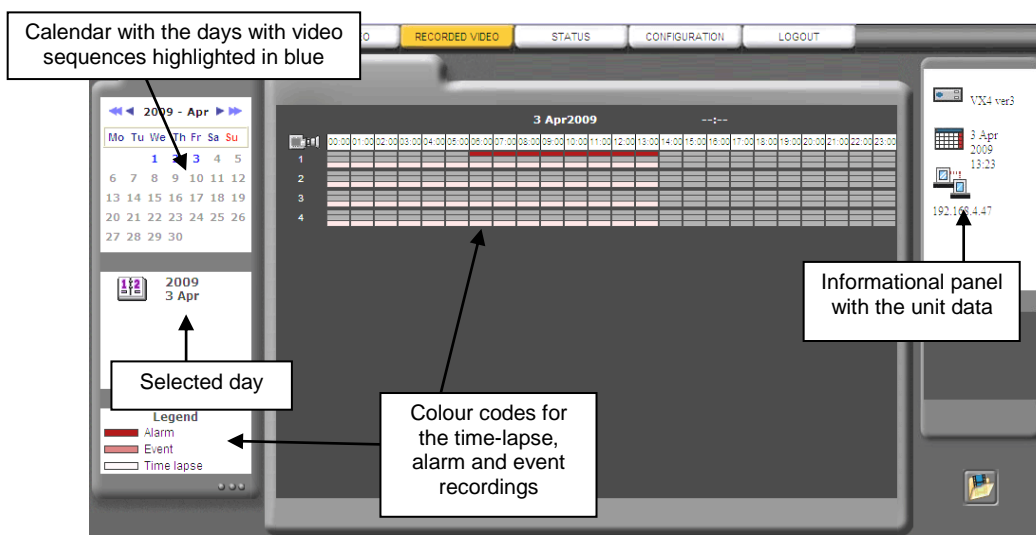 Calendar with the days with video
sequences highlighted in blue
RECORDED VIDEO
STATUS
CONFIGURATION
LOGOUT
2009 - Apr
Mo Tu We Th Fr Sa Su
1 2 3 4 5
6 7 8 9 10 11 12
13 14 15 16 17 18 19
20 21 22 23 24 25 26
27 28 29 30
3 Apr2009 --:--
00:00 01:00 02:00 03:00 04:00 05:00 06:00 07:00 08:00 09:00 10:00 11:00 12:00 13:00 14:00 15:00 16:00 17:00 18:00 19:00 20:00 21:00 22:00 23:00
1
2
3
4
VX4 ver3
3 Apr
2009
13:23
192.168.4.47
Informational panel
with the unit data
1 2
2009
3 Apr
Selected day
Legend
Alarm
Event
Time lapse
Colour codes for
the time-lapse,
alarm and event
recordings